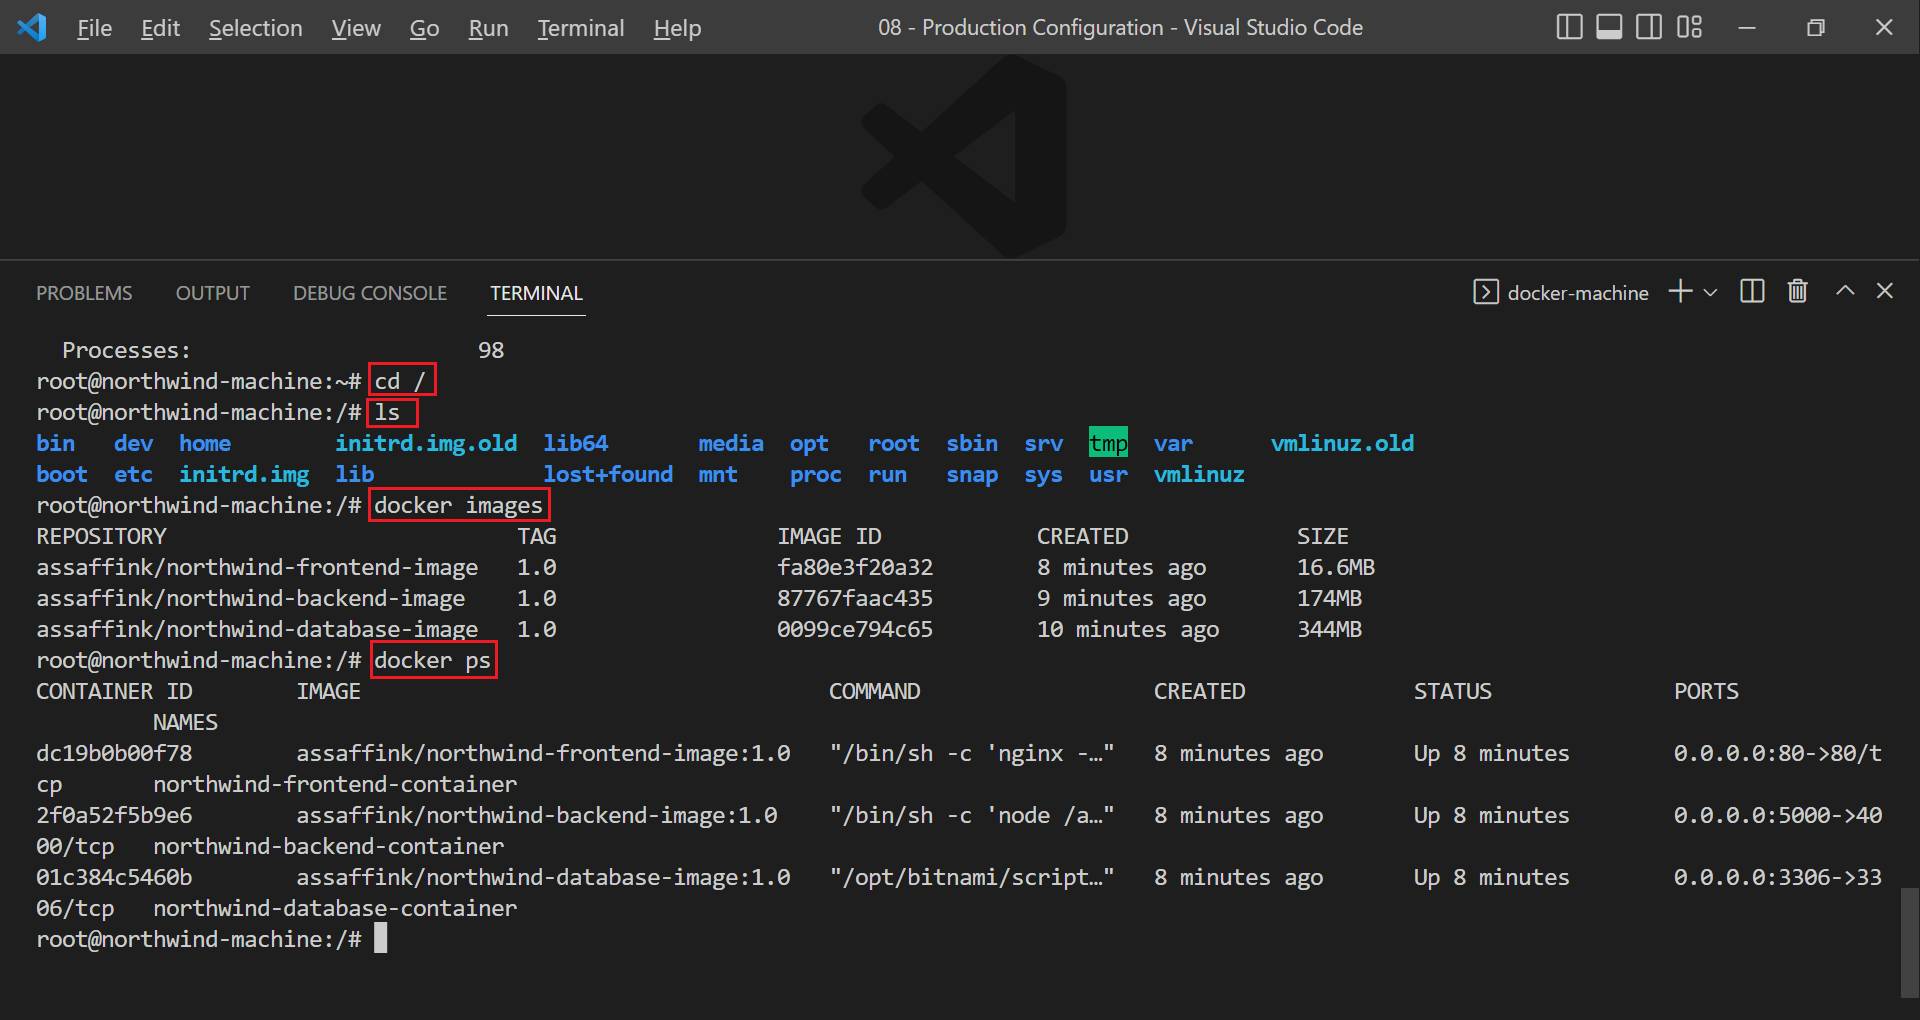 File Edit Selection View Go Run Terminal Help 08 - Production Configuration - Visual Studio Code
PROBLEMS OUTPUT DEBUG CONSOLE TERMINAL docker-machine
Processes: 98
root@northwind-machine:~# cd /
root@northwind-machine:/# ls
bin dev home initrd.img.old lib64 media opt root sbin srv tmp var vmlinuz.old
boot etc initrd.img lib lost+found mnt proc run snap sys usr vmlinuz
root@northwind-machine:/# docker images
REPOSITORY TAG IMAGE ID CREATED SIZE
assaffink/northwind-frontend-image 1.0 fa80e3f20a32 8 minutes ago 16.6MB
assaffink/northwind-backend-image 1.0 87767faac435 9 minutes ago 174MB
assaffink/northwind-database-image 1.0 0099ce794c65 10 minutes ago 344MB
root@northwind-machine:/# docker ps
CONTAINER ID IMAGE COMMAND CREATED STATUS PORTS
NAMES
dc19b0b00f78 assaffink/northwind-frontend-image:1.0 "/bin/sh -c 'nginx -…" 8 minutes ago Up 8 minutes 0.0.0.0:80->80/t
cp northwind-frontend-container
2f0a52f5b9e6 assaffink/northwind-backend-image:1.0 "/bin/sh -c 'node /a…" 8 minutes ago Up 8 minutes 0.0.0.0:5000->40
00/tcp northwind-backend-container
01c384c5460b assaffink/northwind-database-image:1.0 "/opt/bitnami/script…" 8 minutes ago Up 8 minutes 0.0.0.0:3306->33
06/tcp northwind-database-container
root@northwind-machine:/#